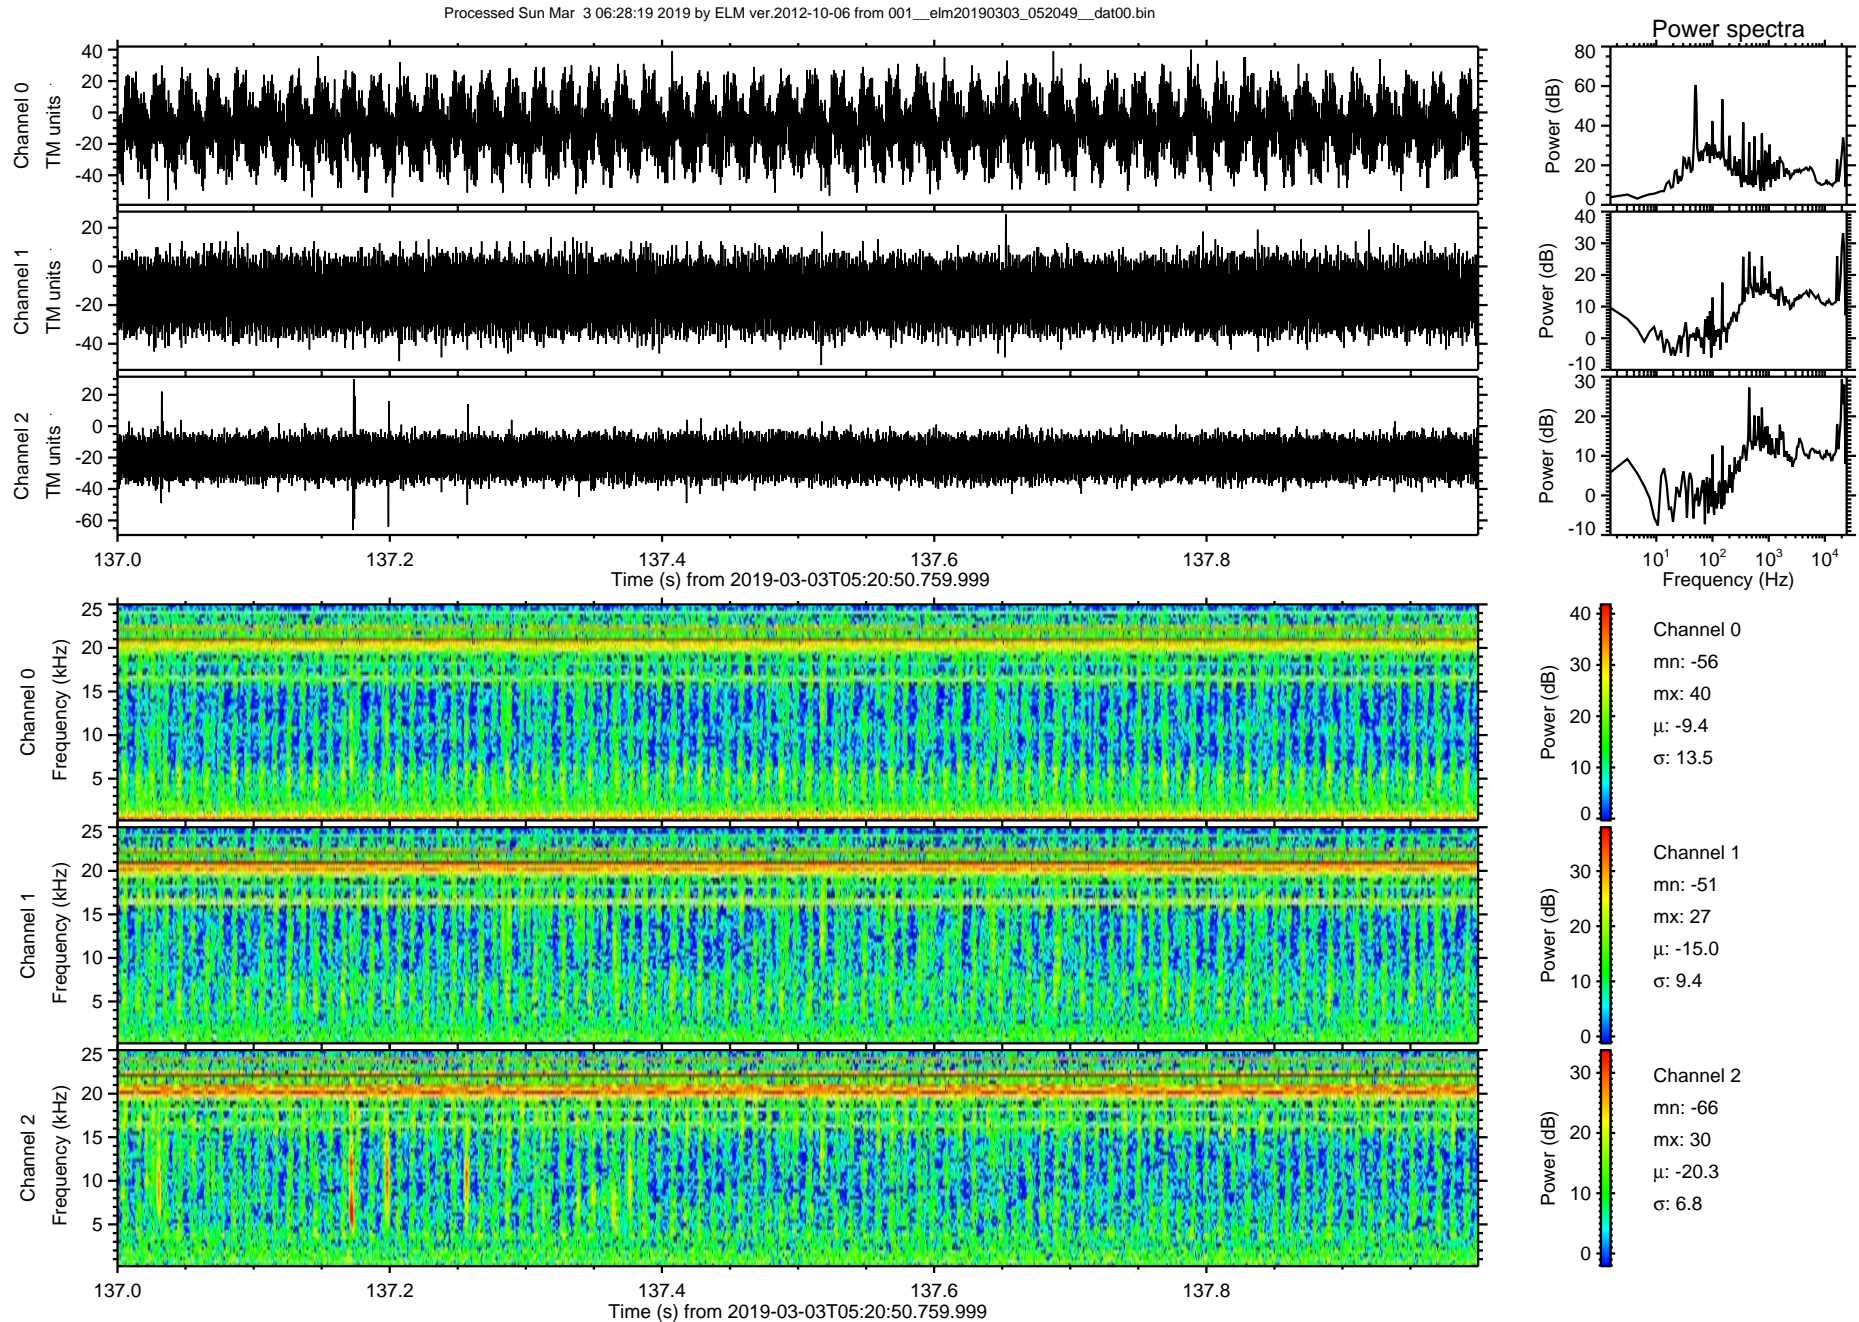 Processed Sun Mar  3 06:28:19 2019 by ELM ver.2012-10-06 from 001__elm20190303_052049__dat00.bin
Power spectra
Channel 0
TM units
40
20
0
-20
-40
Power (dB)
80
60
40
20
0
Channel 1
TM units
20
0
-20
-40
Power (dB)
40
30
20
10
0
-10
Channel 2
TM units
20
0
-20
-40
-60
Power (dB)
30
20
10
0
-10
137.0 137.2 137.4 137.6 137.8
Time (s) from 2019-03-03T05:20:50.759.999
10^1 10^2 10^3 10^4
Frequency (Hz)
Channel 0
Frequency (kHz)
25
20
15
10
5
Power (dB)
40
30
20
10
0
Channel 0
mn: -56
mx: 40
μ: -9.4
σ: 13.5
Channel 1
Frequency (kHz)
25
20
15
10
5
Power (dB)
30
20
10
0
Channel 1
mn: -51
mx: 27
μ: -15.0
σ: 9.4
Channel 2
Frequency (kHz)
25
20
15
10
5
Power (dB)
30
20
10
0
Channel 2
mn: -66
mx: 30
μ: -20.3
σ: 6.8
137.0 137.2 137.4 137.6 137.8
Time (s) from 2019-03-03T05:20:50.759.999